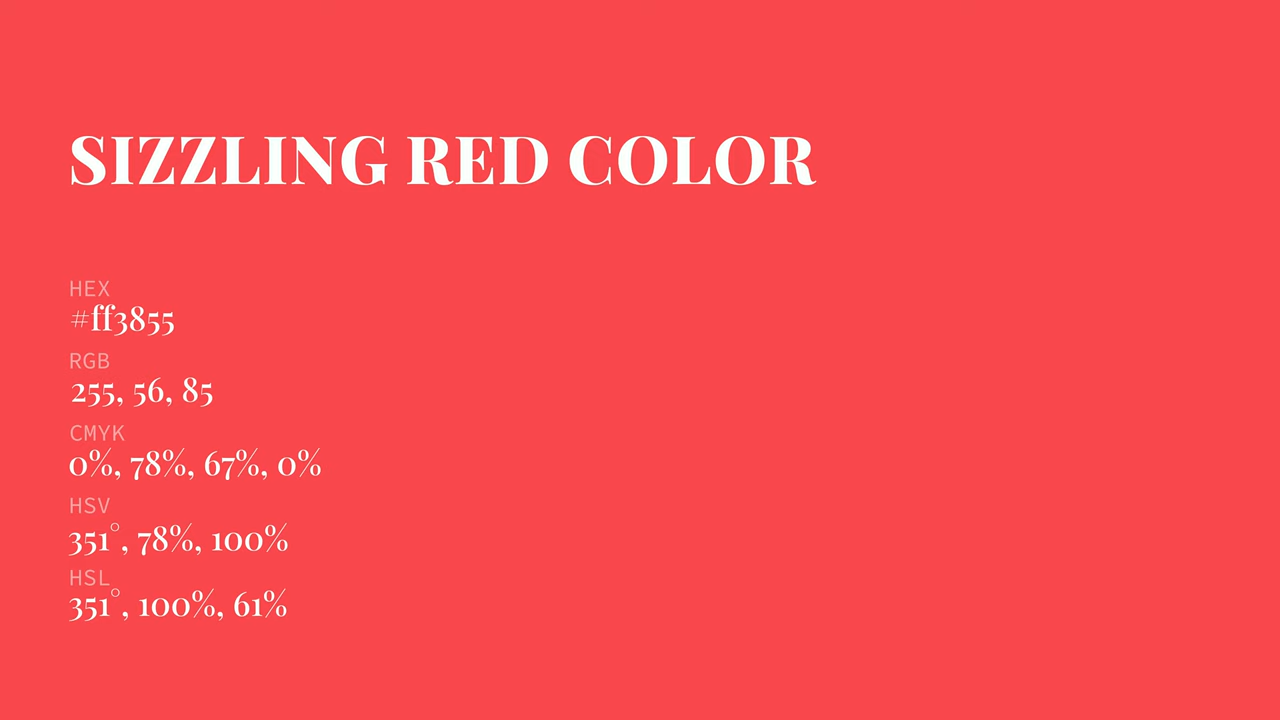 SIZZLING RED COLOR
HEX
#ff3855
RGB
255, 56, 85
CMYK
0%, 78%, 67%, 0%
HSV
351°, 78%, 100%
HSL
351°, 100%, 61%